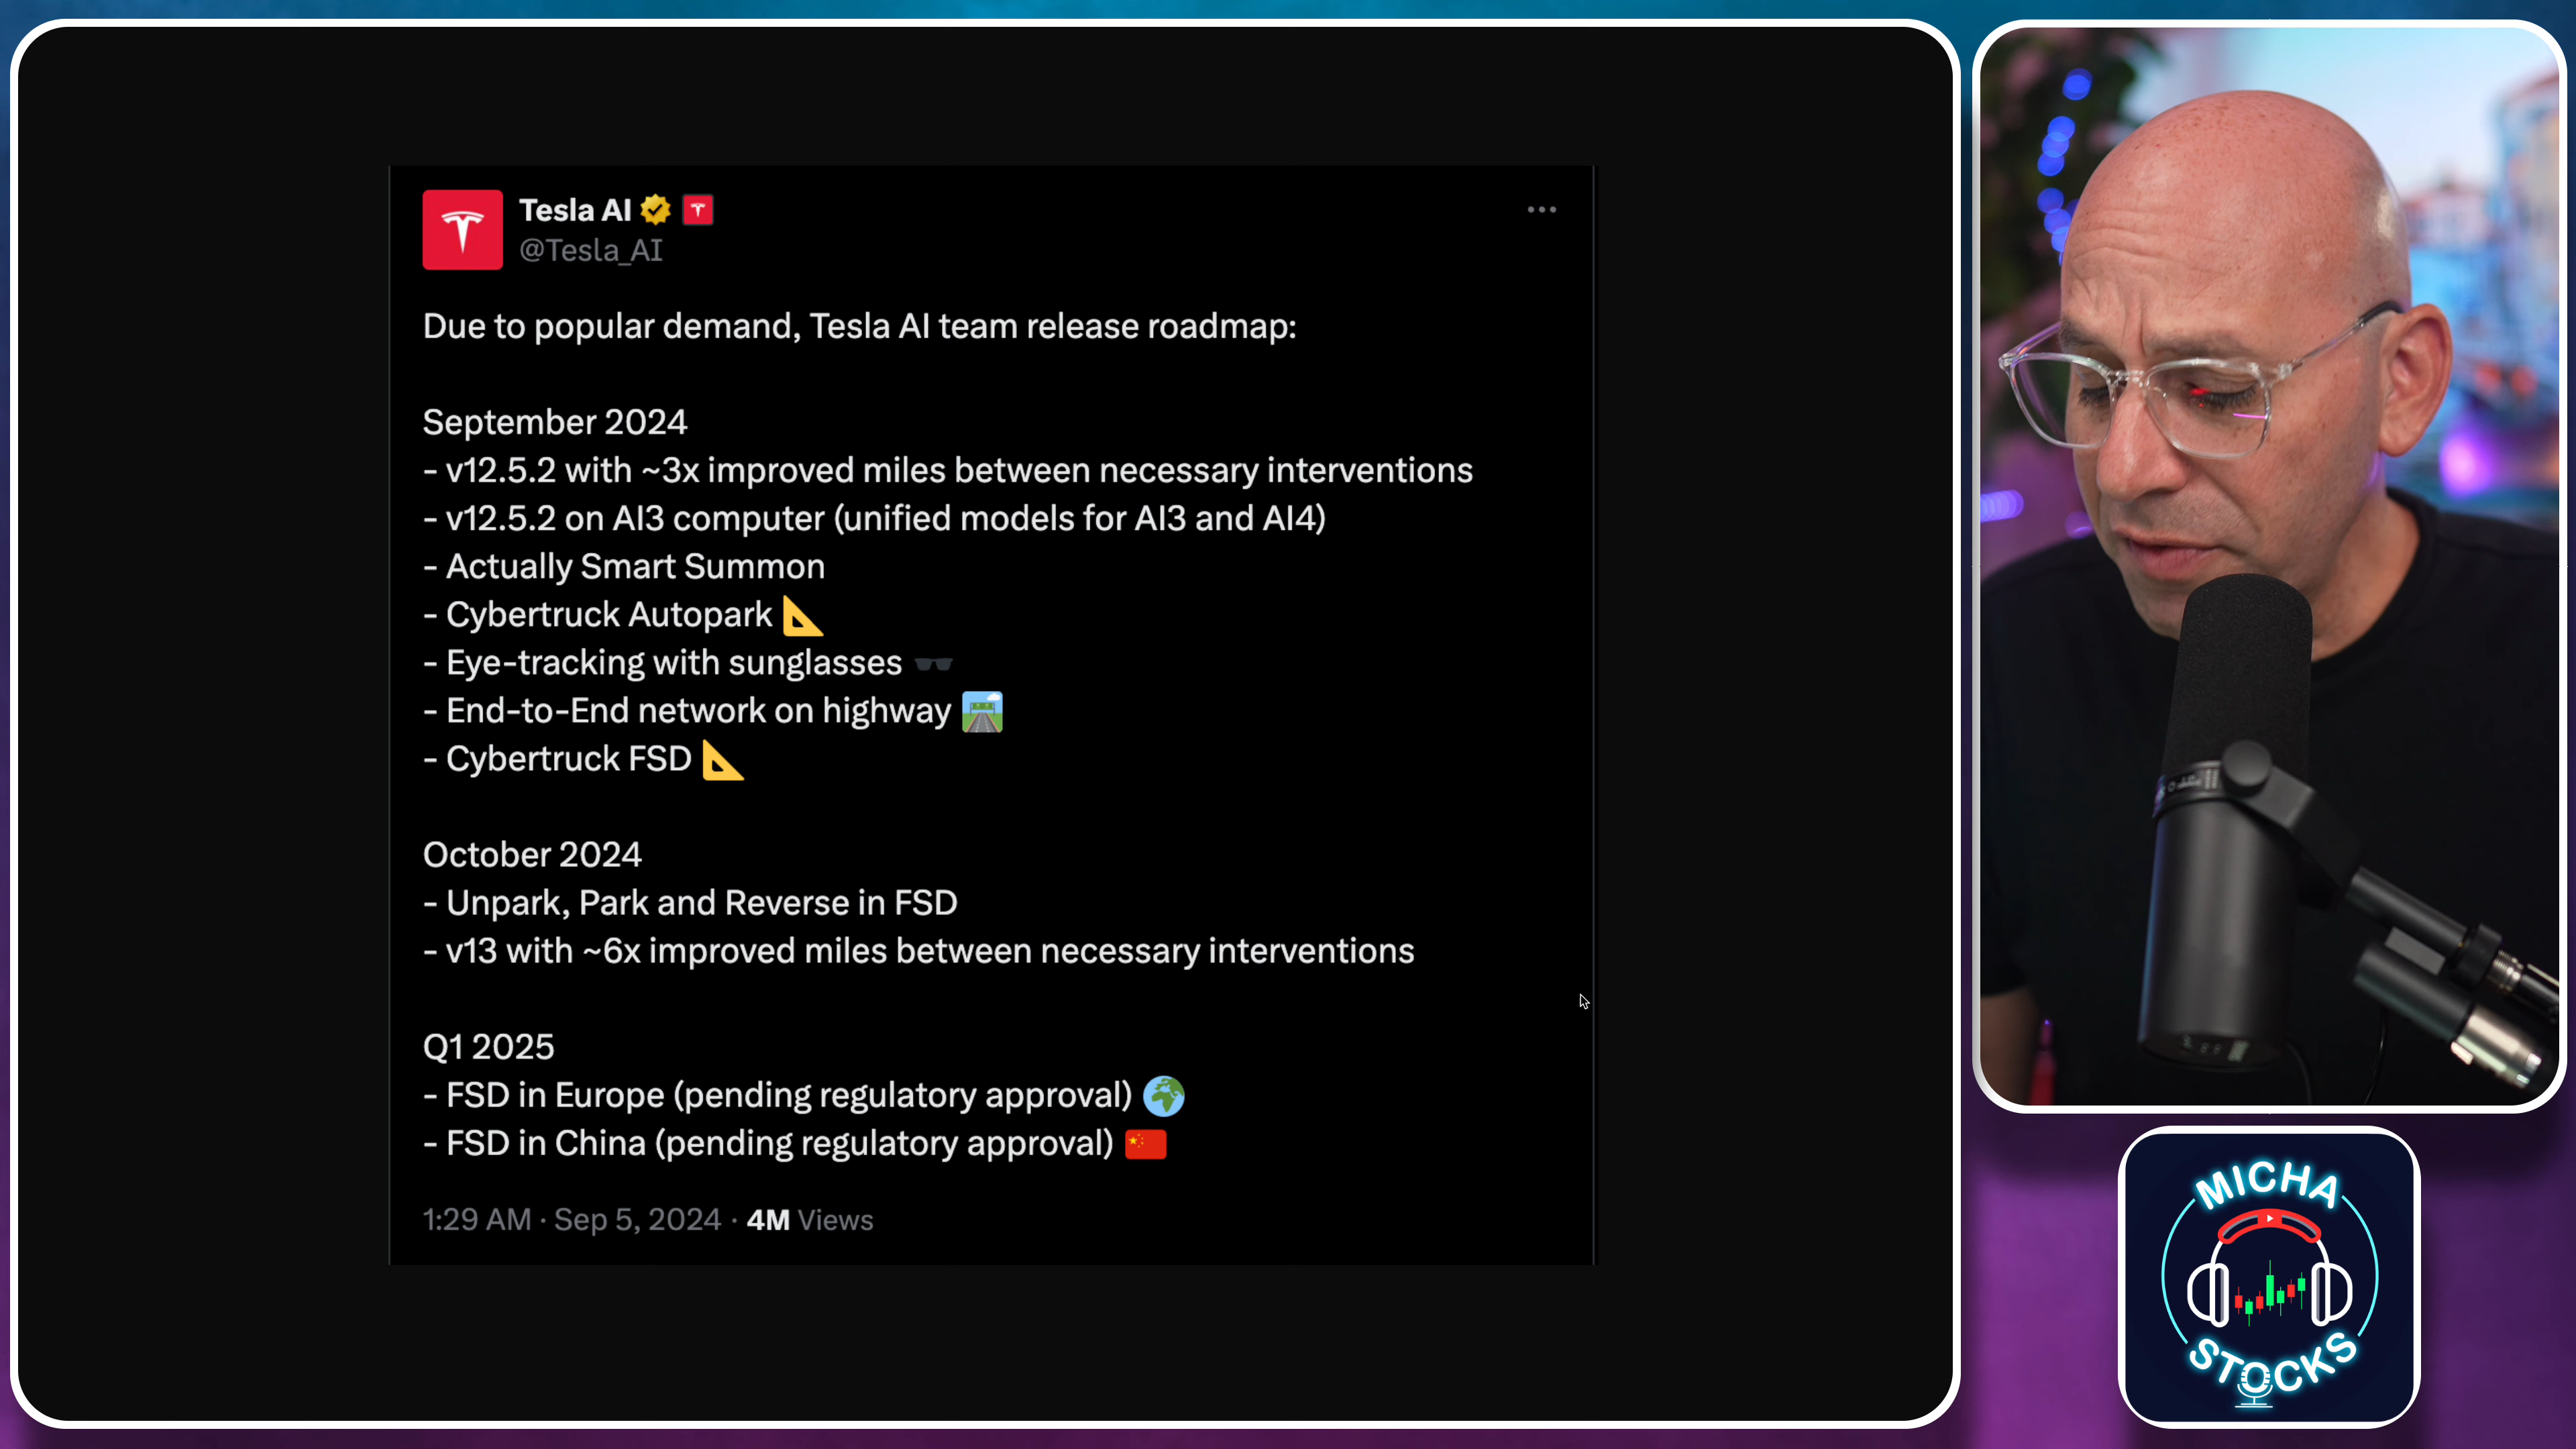 Tesla AI
@Tesla_AI
Due to popular demand, Tesla AI team release roadmap:
September 2024
- v12.5.2 with ~3x improved miles between necessary interventions
- v12.5.2 on AI3 computer (unified models for AI3 and AI4)
- Actually Smart Summon
- Cybertruck Autopark 📐
- Eye-tracking with sunglasses 🕶️
- End-to-End network on highway 🛣️
- Cybertruck FSD 📐
October 2024
- Unpark, Park and Reverse in FSD
- v13 with ~6x improved miles between necessary interventions
Q1 2025
- FSD in Europe (pending regulatory approval) 🌍
- FSD in China (pending regulatory approval) 🇨🇳
1:29 AM · Sep 5, 2024 · 4M Views
MICHA
STOCKS